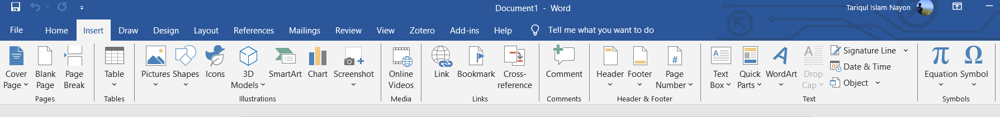 Document1 - Word
Tariqul Islam Nayon
File Home Insert Draw Design Layout References Mailings Review View Zotero Add-ins Help Tell me what you want to do
Cover Page
Blank Page
Page Break
Pages
Table
Tables
Pictures
Shapes
Icons
3D Models
SmartArt
Chart
Screenshot
Illustrations
Online Videos
Media
Link
Bookmark
Cross-reference
Links
Comment
Comments
Header
Footer
Page Number
Header & Footer
Text Box
Quick Parts
WordArt
Drop Cap
Signature Line
Date & Time
Object
Text
Equation
Symbol
Symbols